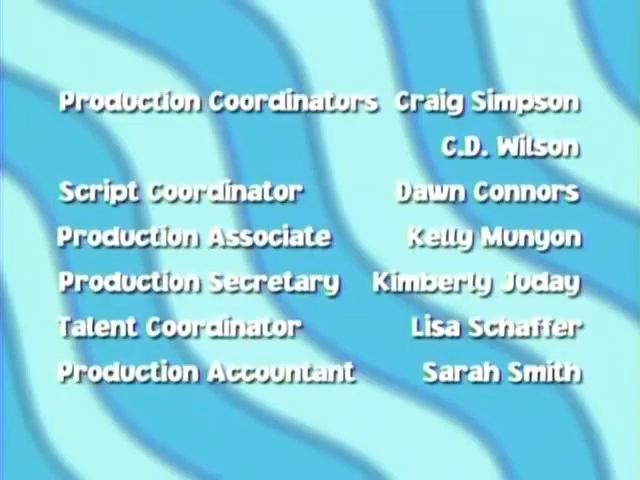 Production Coordinators Craig Simpson
C.D. Wilson
Script Coordinator Dawn Connors
Production Associate Kelly Munyon
Production Secretary Kimberly Juday
Talent Coordinator Lisa Schaffer
Production Accountant Sarah Smith